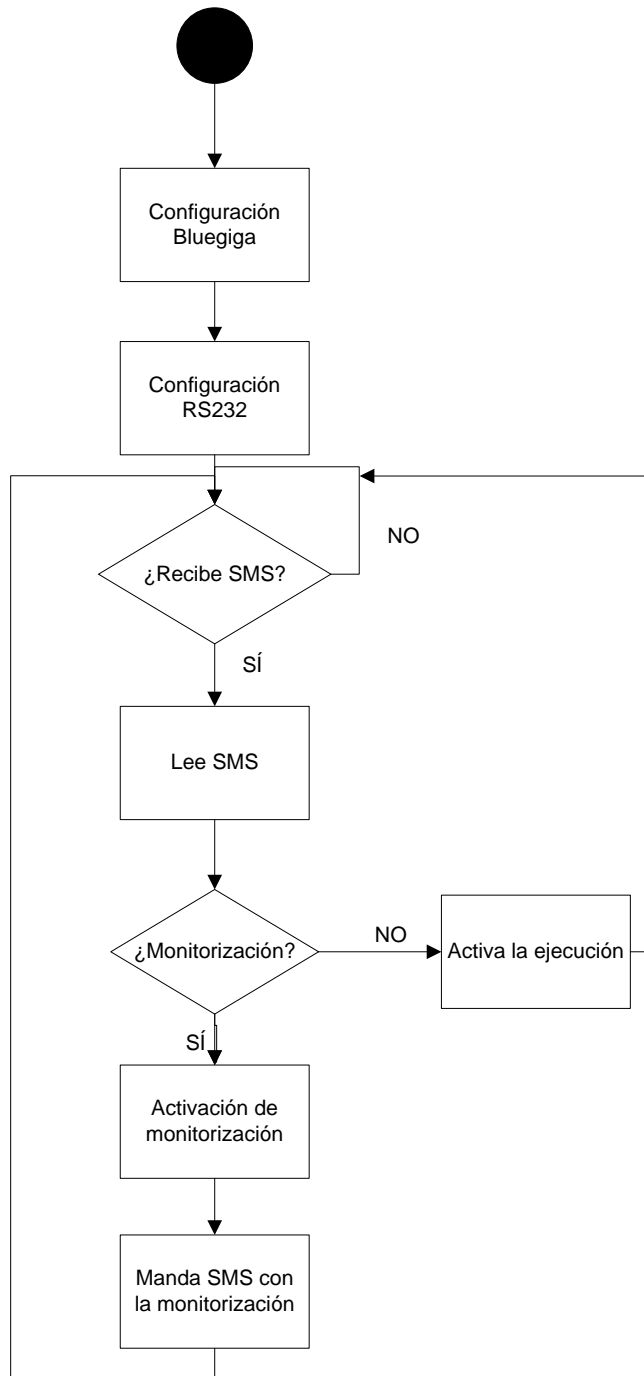 Configuración
Bluegiga
Configuración
RS232
¿Recibe SMS?
NO
SÍ
Lee SMS
¿Monitorización?
NO
Activa la ejecución
SÍ
Activación de
monitorización
Manda SMS con
la monitorización